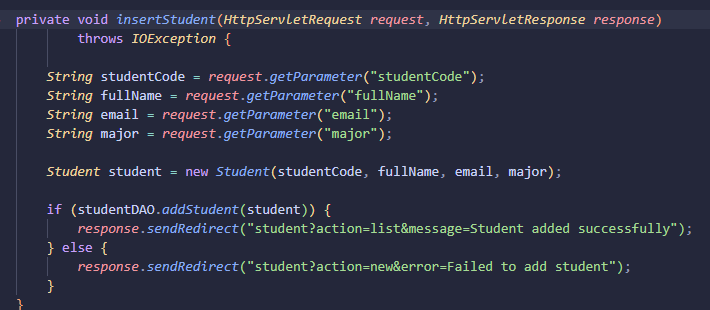 private void insertStudent(HttpServletRequest request, HttpServletResponse response)
throws IOException {
String studentCode = request.getParameter("studentCode");
String fullName = request.getParameter("fullName");
String email = request.getParameter("email");
String major = request.getParameter("major");
Student student = new Student(studentCode, fullName, email, major);
if (studentDAO.addStudent(student)) {
response.sendRedirect("student?action=list&message=Student added successfully");
} else {
response.sendRedirect("student?action=new&error=Failed to add student");
}
}